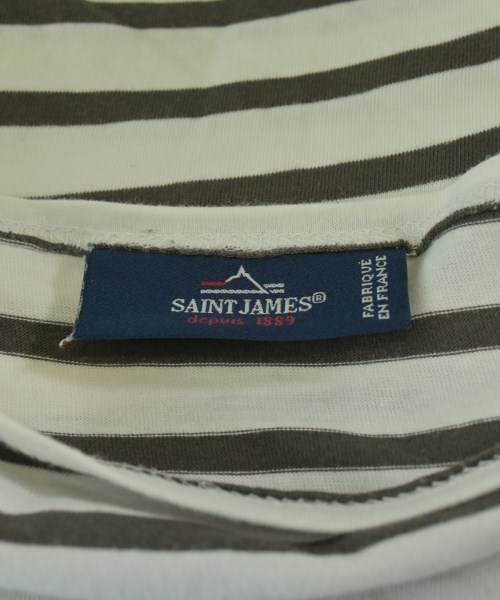 SAINT JAMES®
depuis 1889
FABRIQUÉ
EN FRANCE